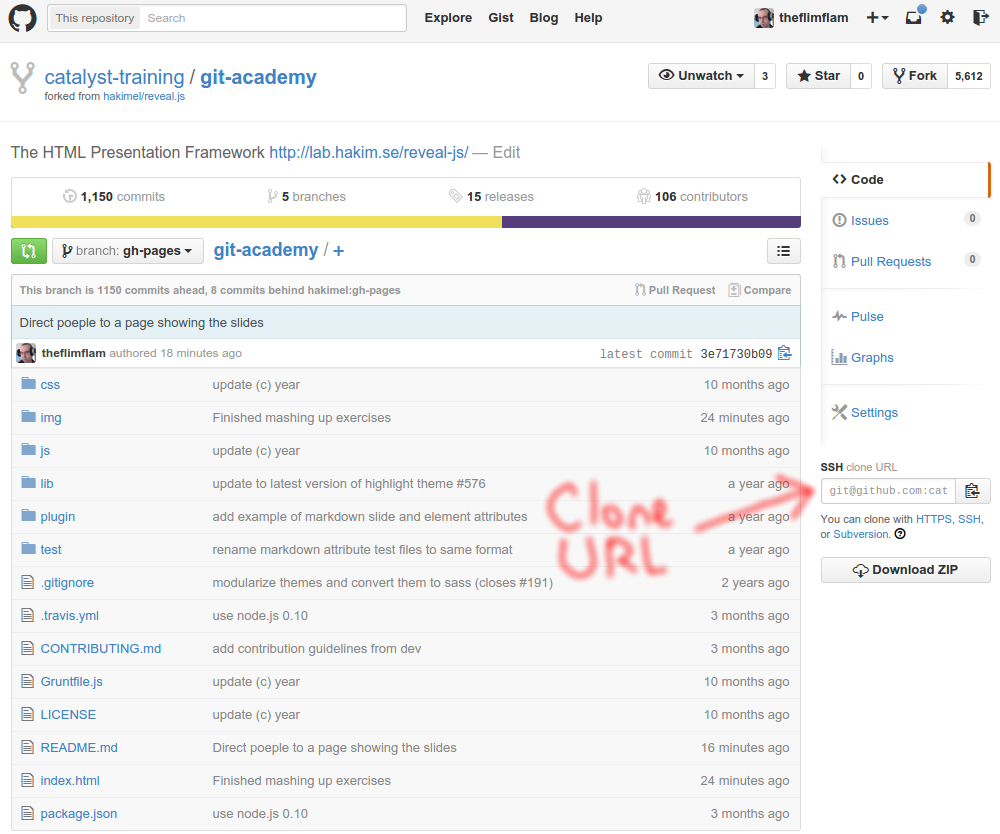 This repository Search Explore Gist Blog Help theflimflam
catalyst-training / git-academy
forked from hakimel/reveal.js
Unwatch 3 Star 0 Fork 5,612
The HTML Presentation Framework http://lab.hakim.se/reveal-js/ — Edit
1,150 commits 5 branches 15 releases 106 contributors
branch: gh-pages git-academy / +
This branch is 1150 commits ahead, 8 commits behind hakimel:gh-pages Pull Request Compare
Direct poeple to a page showing the slides
theflimflam authored 18 minutes ago latest commit 3e71730b09
css update (c) year 10 months ago
img Finished mashing up exercises 24 minutes ago
js update (c) year 10 months ago
lib update to latest version of highlight theme #576 a year ago
plugin add example of markdown slide and element attributes a year ago
test rename markdown attribute test files to same format a year ago
.gitignore modularize themes and convert them to sass (closes #191) 2 years ago
.travis.yml use node.js 0.10 3 months ago
CONTRIBUTING.md add contribution guidelines from dev 3 months ago
Gruntfile.js update (c) year 10 months ago
LICENSE update (c) year 10 months ago
README.md Direct poeple to a page showing the slides 16 minutes ago
index.html Finished mashing up exercises 24 minutes ago
package.json use node.js 0.10 3 months ago
Clone
URL
Code
Issues 0
Pull Requests 0
Pulse
Graphs
Settings
SSH clone URL
git@github.com:cat
You can clone with HTTPS, SSH,
or Subversion. ?
Download ZIP